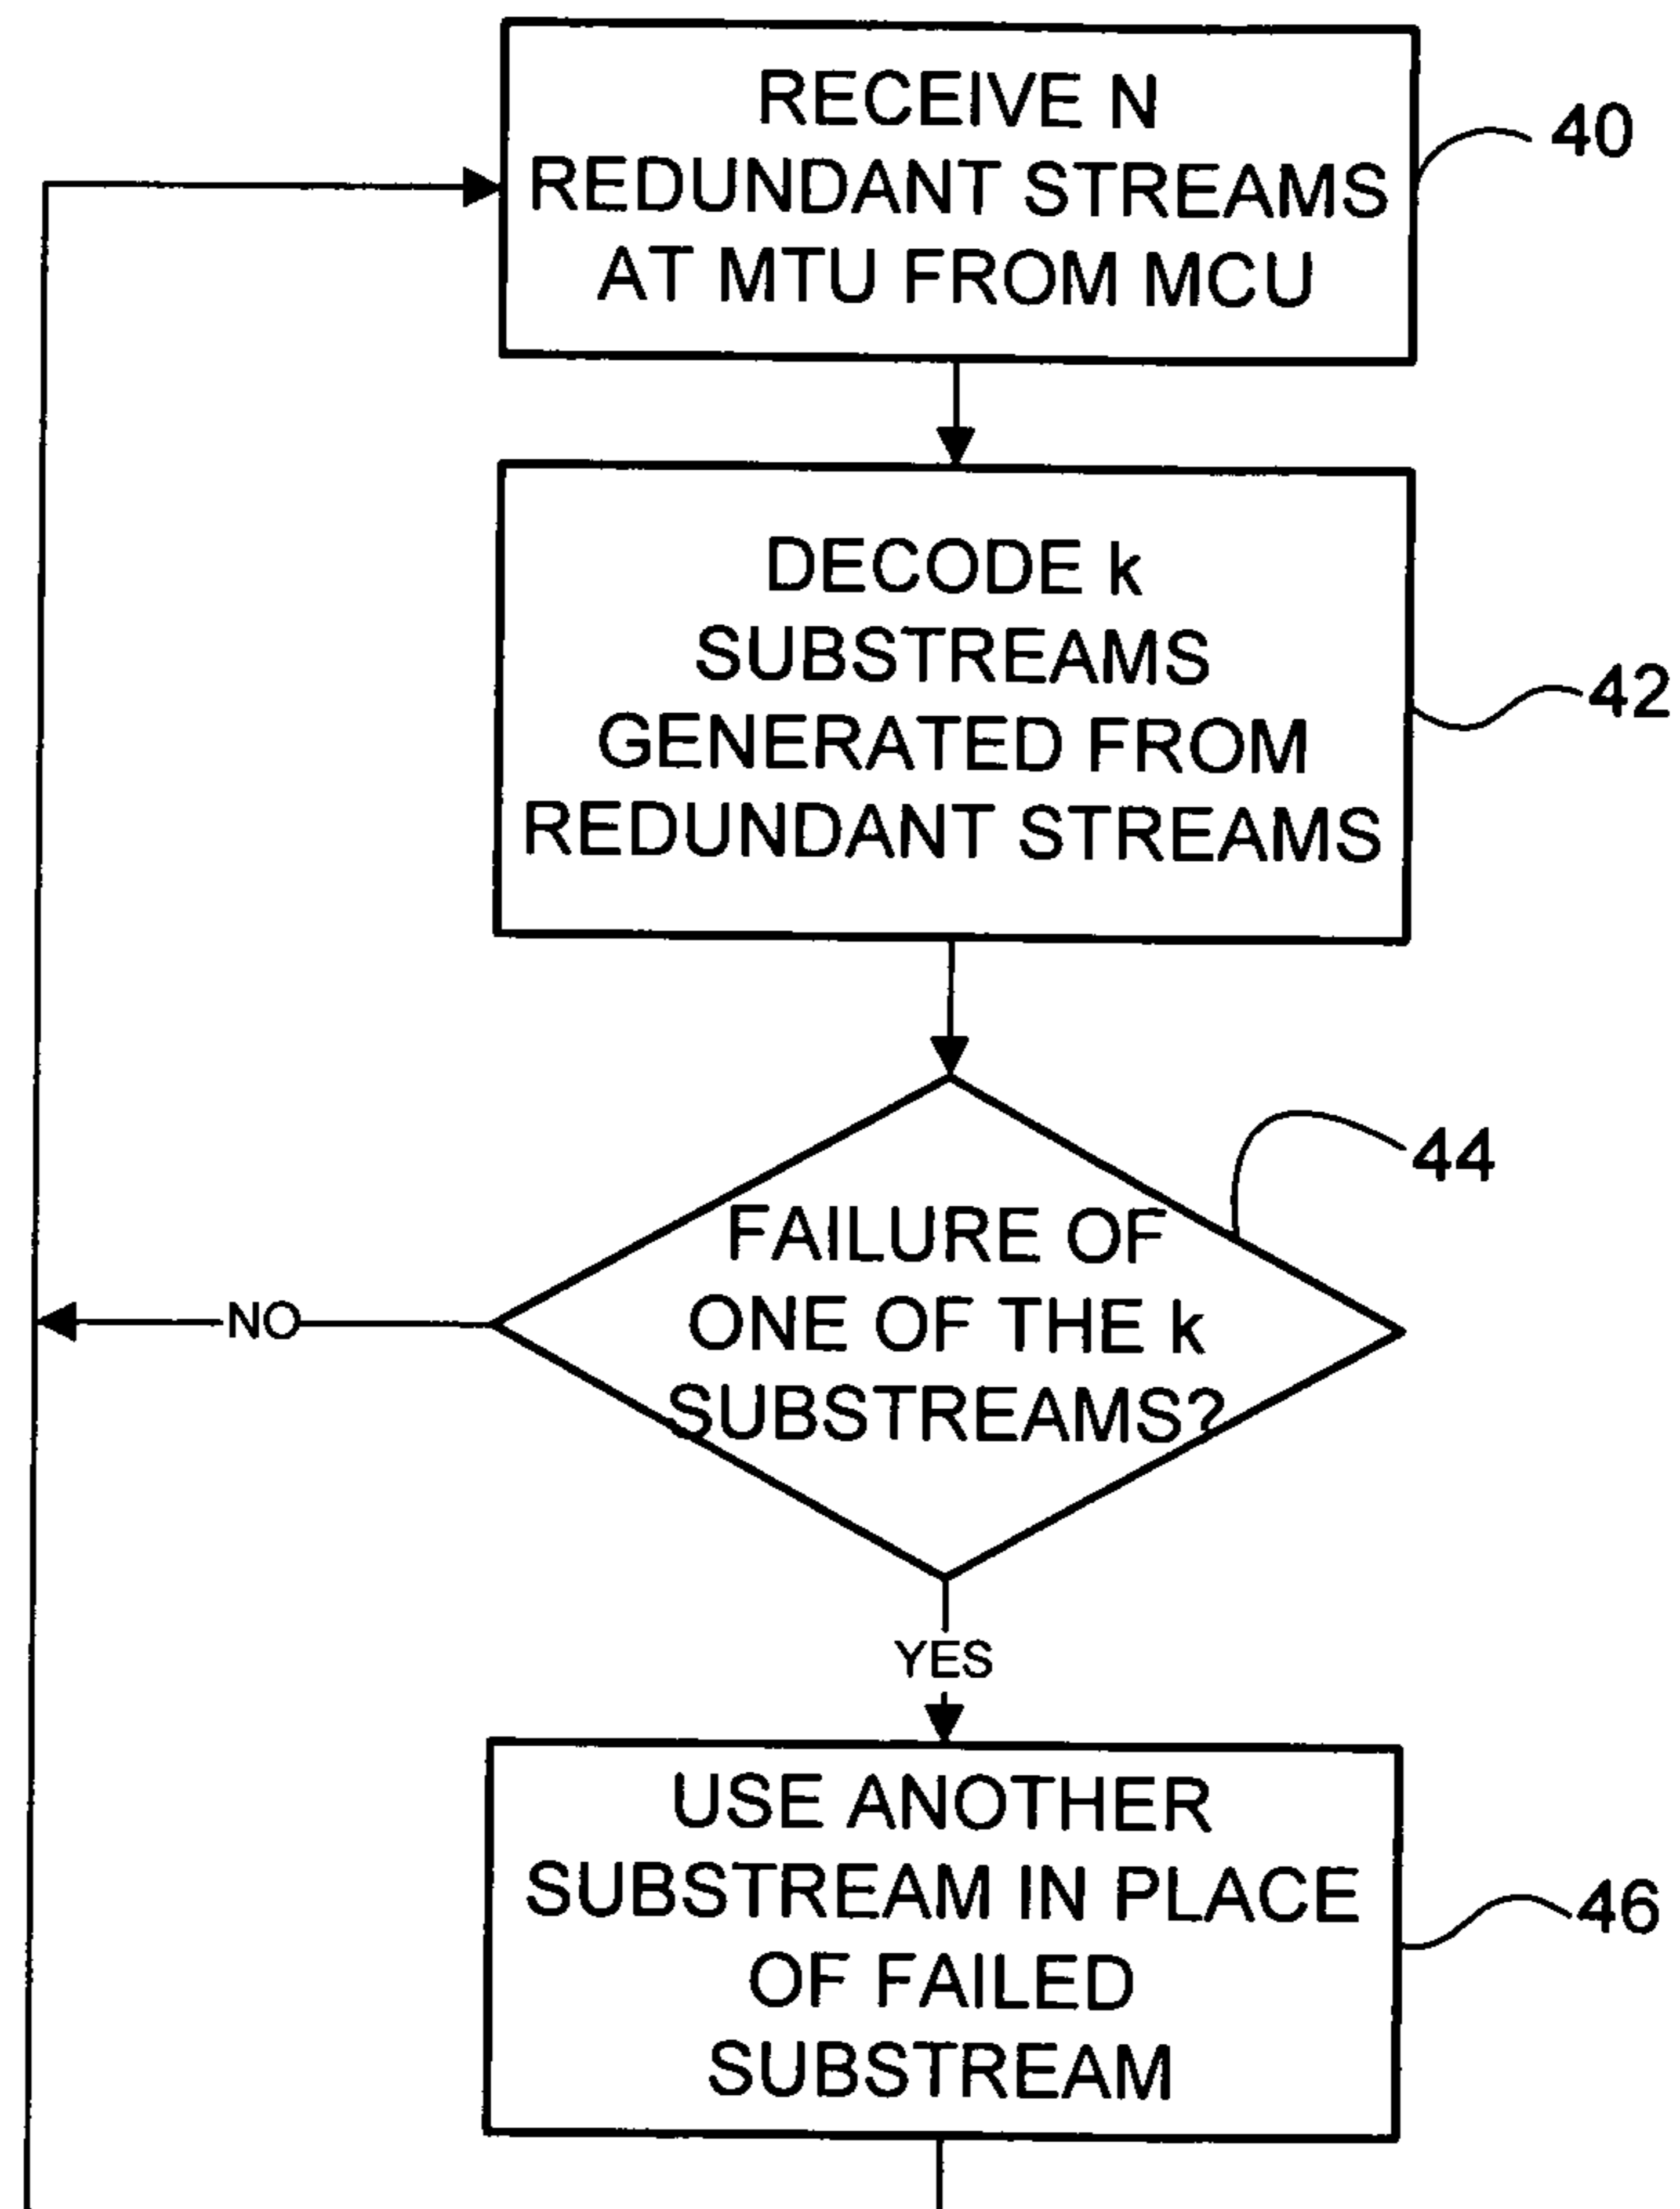 RECEIVE N
REDUNDANT STREAMS
AT MTU FROM MCU
40
DECODE k
SUBSTREAMS
GENERATED FROM
REDUNDANT STREAMS
42
FAILURE OF
ONE OF THE k
SUBSTREAMS?
44
NO
YES
USE ANOTHER
SUBSTREAM IN PLACE
OF FAILED
SUBSTREAM
46